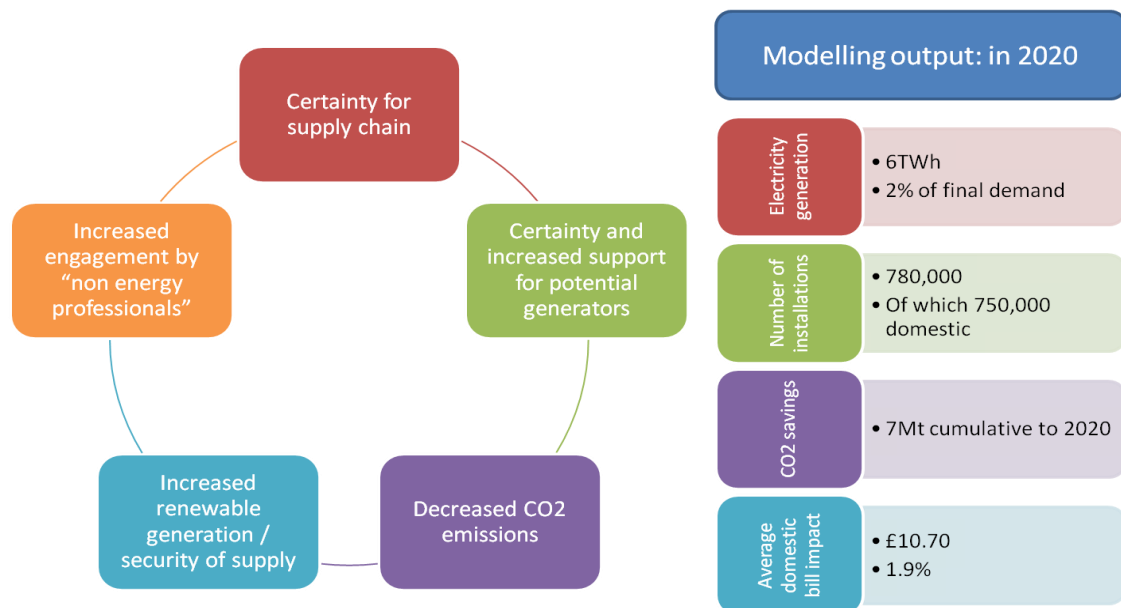 Certainty for
supply chain
Certainty and
increased support
for potential
generators
Decreased CO2
emissions
Increased
renewable
generation /
security of supply
Increased
engagement by
“non energy
professionals”
Modelling output: in 2020
Electricity
generation
• 6TWh
• 2% of final demand
Number of
installations
• 780,000
• Of which 750,000
domestic
CO2 savings
• 7Mt cumulative to 2020
Average
domestic
bill impact
• £10.70
• 1.9%